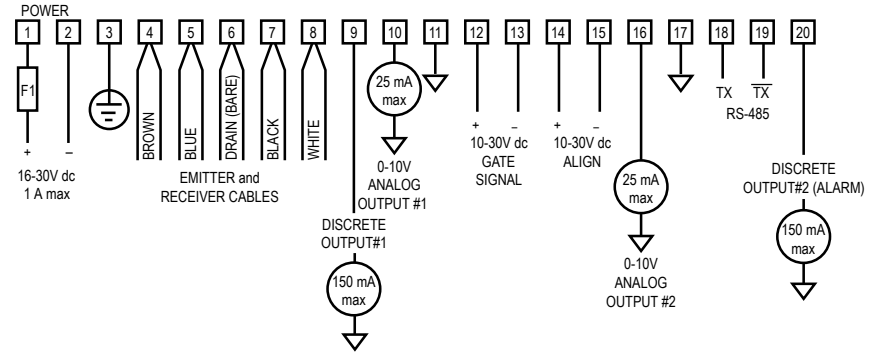 POWER
1 2 3 4 5 6 7 8 9 10 11 12 13 14 15 16 17 18 19 20
F1
+ –
16-30V dc
1 A max
BROWN
BLUE
DRAIN (BARE)
BLACK
WHITE
EMITTER and
RECEIVER CABLES
DISCRETE
OUTPUT#1
150 mA
max
25 mA
max
0-10V
ANALOG
OUTPUT #1
+ –
10-30V dc
GATE
SIGNAL
+ –
10-30V dc
ALIGN
25 mA
max
0-10V
ANALOG
OUTPUT #2
TX TX
RS-485
DISCRETE
OUTPUT#2 (ALARM)
150 mA
max